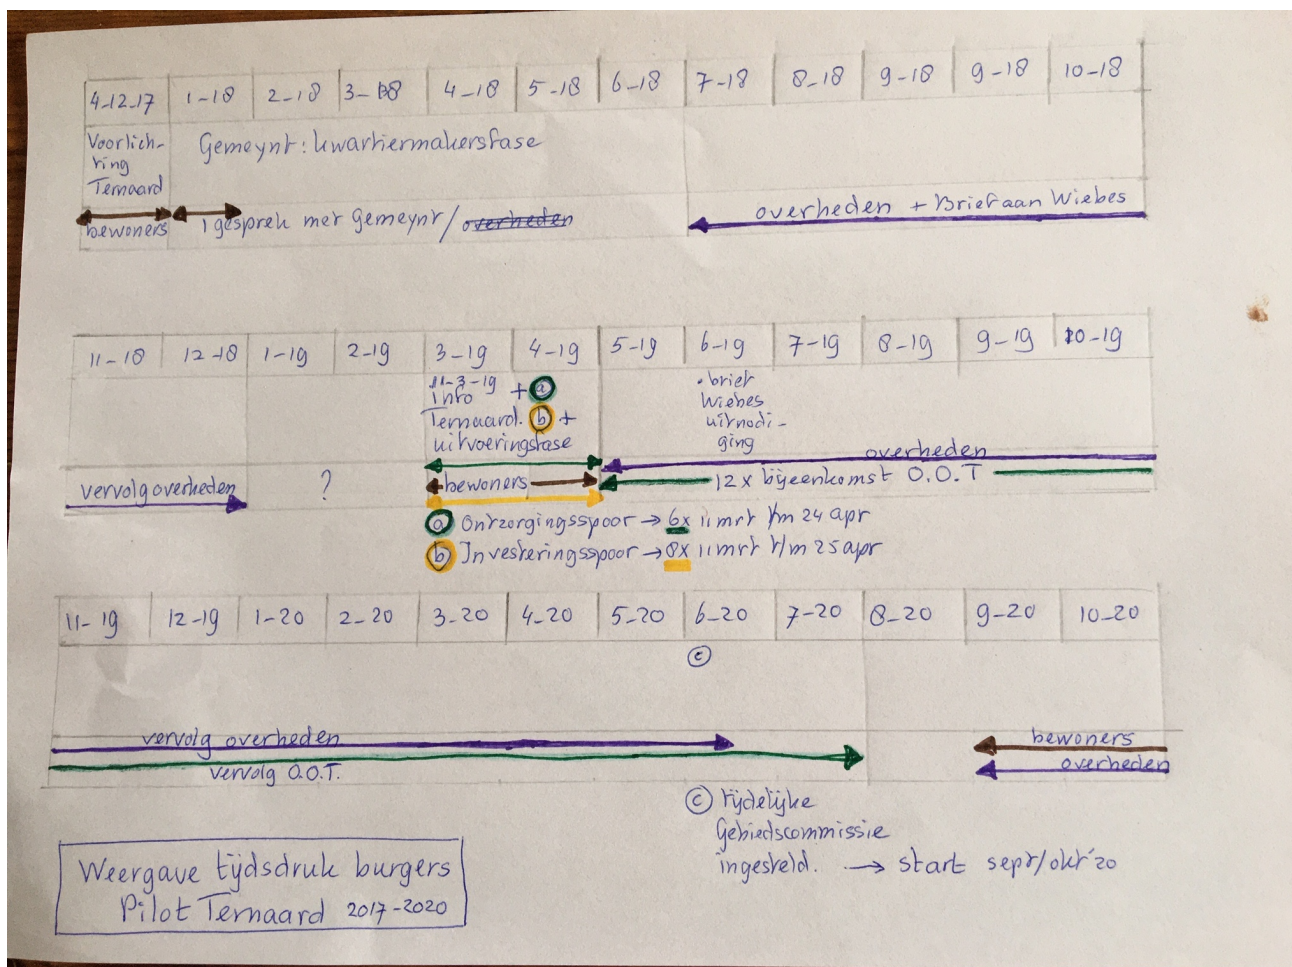 4-12-17 1-18 2-18 3-18 4-18 5-18 6-18 7-18 8-18 9-18 9-18 10-18
Voorlich-
ting
Ternaard
Gemeynt: kwartiermakersfase
bewoners
1 gesprek met Gemeynt/ overheden
overheden + Brief aan Wiebes
11-18 12-18 1-19 2-19 3-19 4-19 5-19 6-19 7-19 8-19 9-19 10-19
11-3-19 + a
Info
Ternaard. b +
uitvoeringsfase
• brief
Wiebes
uitnodi-
ging
vervolg overheden
?
bewoners
overheden
12x bijeenkomst O.O.T
a Ontzorgingsspoor → 6x 11 mrt t/m 24 apr
b Investeringsspoor → 8x 11 mrt t/m 25 apr
11-19 12-19 1-20 2-20 3-20 4-20 5-20 6-20 7-20 8-20 9-20 10-20
c
vervolg overheden
vervolg O.O.T.
bewoners
overheden
c tijdelijke
Gebiedscommissie
ingesteld. → start sept/okt '20
Weergave tijdsdruk burgers
Pilot Ternaard 2017-2020